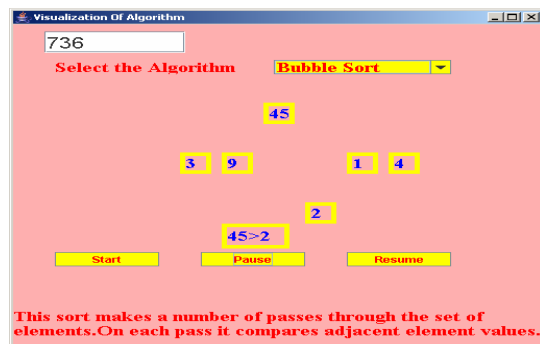 Visualization Of Algorithm
736
Select the Algorithm Bubble Sort
45
3 9 1 4
2
45>2
Start Pause Resume
This sort makes a number of passes through the set of
elements.On each pass it compares adjacent element values.